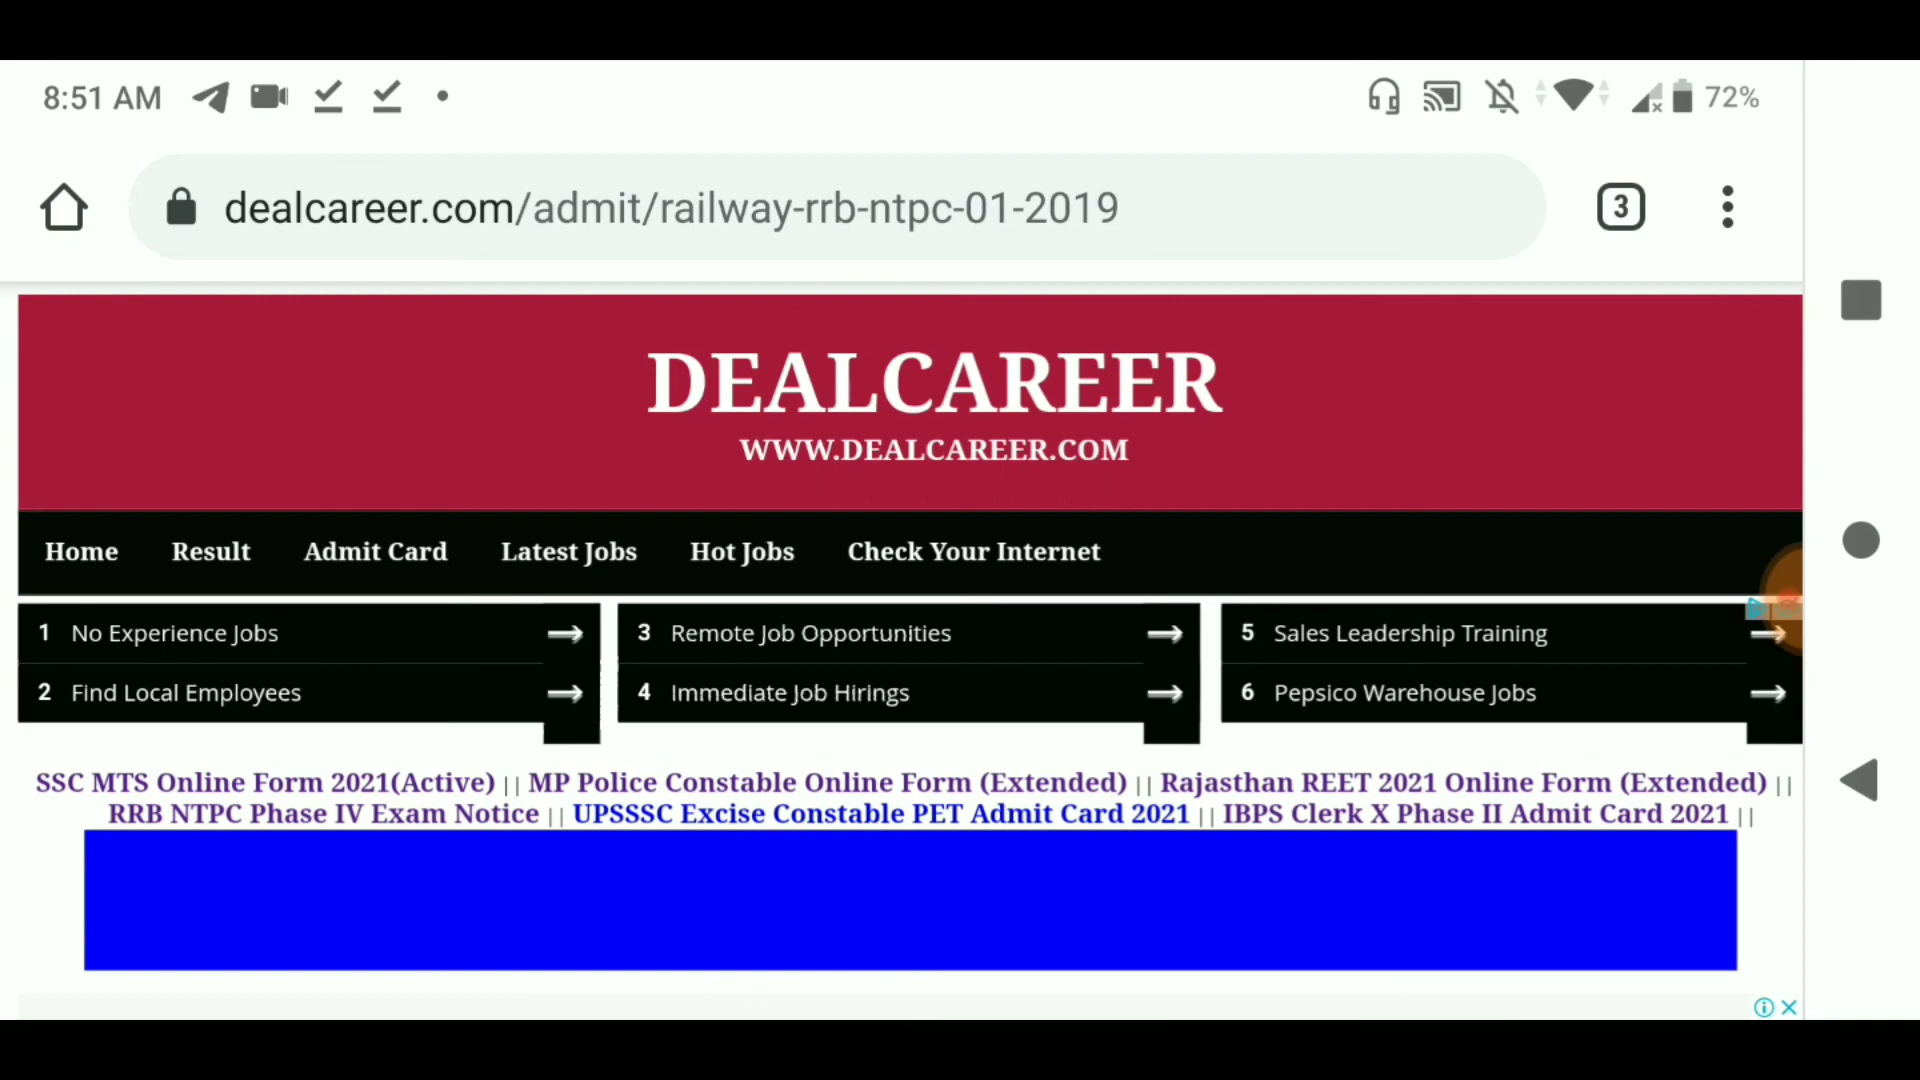 8:51 AM 72%
dealcareer.com/admit/railway-rrb-ntpc-01-2019 3
DEALCAREER
WWW.DEALCAREER.COM
Home Result Admit Card Latest Jobs Hot Jobs Check Your Internet
1 No Experience Jobs
2 Find Local Employees
3 Remote Job Opportunities
4 Immediate Job Hirings
5 Sales Leadership Training
6 Pepsico Warehouse Jobs
SSC MTS Online Form 2021(Active) || MP Police Constable Online Form (Extended) || Rajasthan REET 2021 Online Form (Extended) ||
RRB NTPC Phase IV Exam Notice || UPSSSC Excise Constable PET Admit Card 2021 || IBPS Clerk X Phase II Admit Card 2021 ||